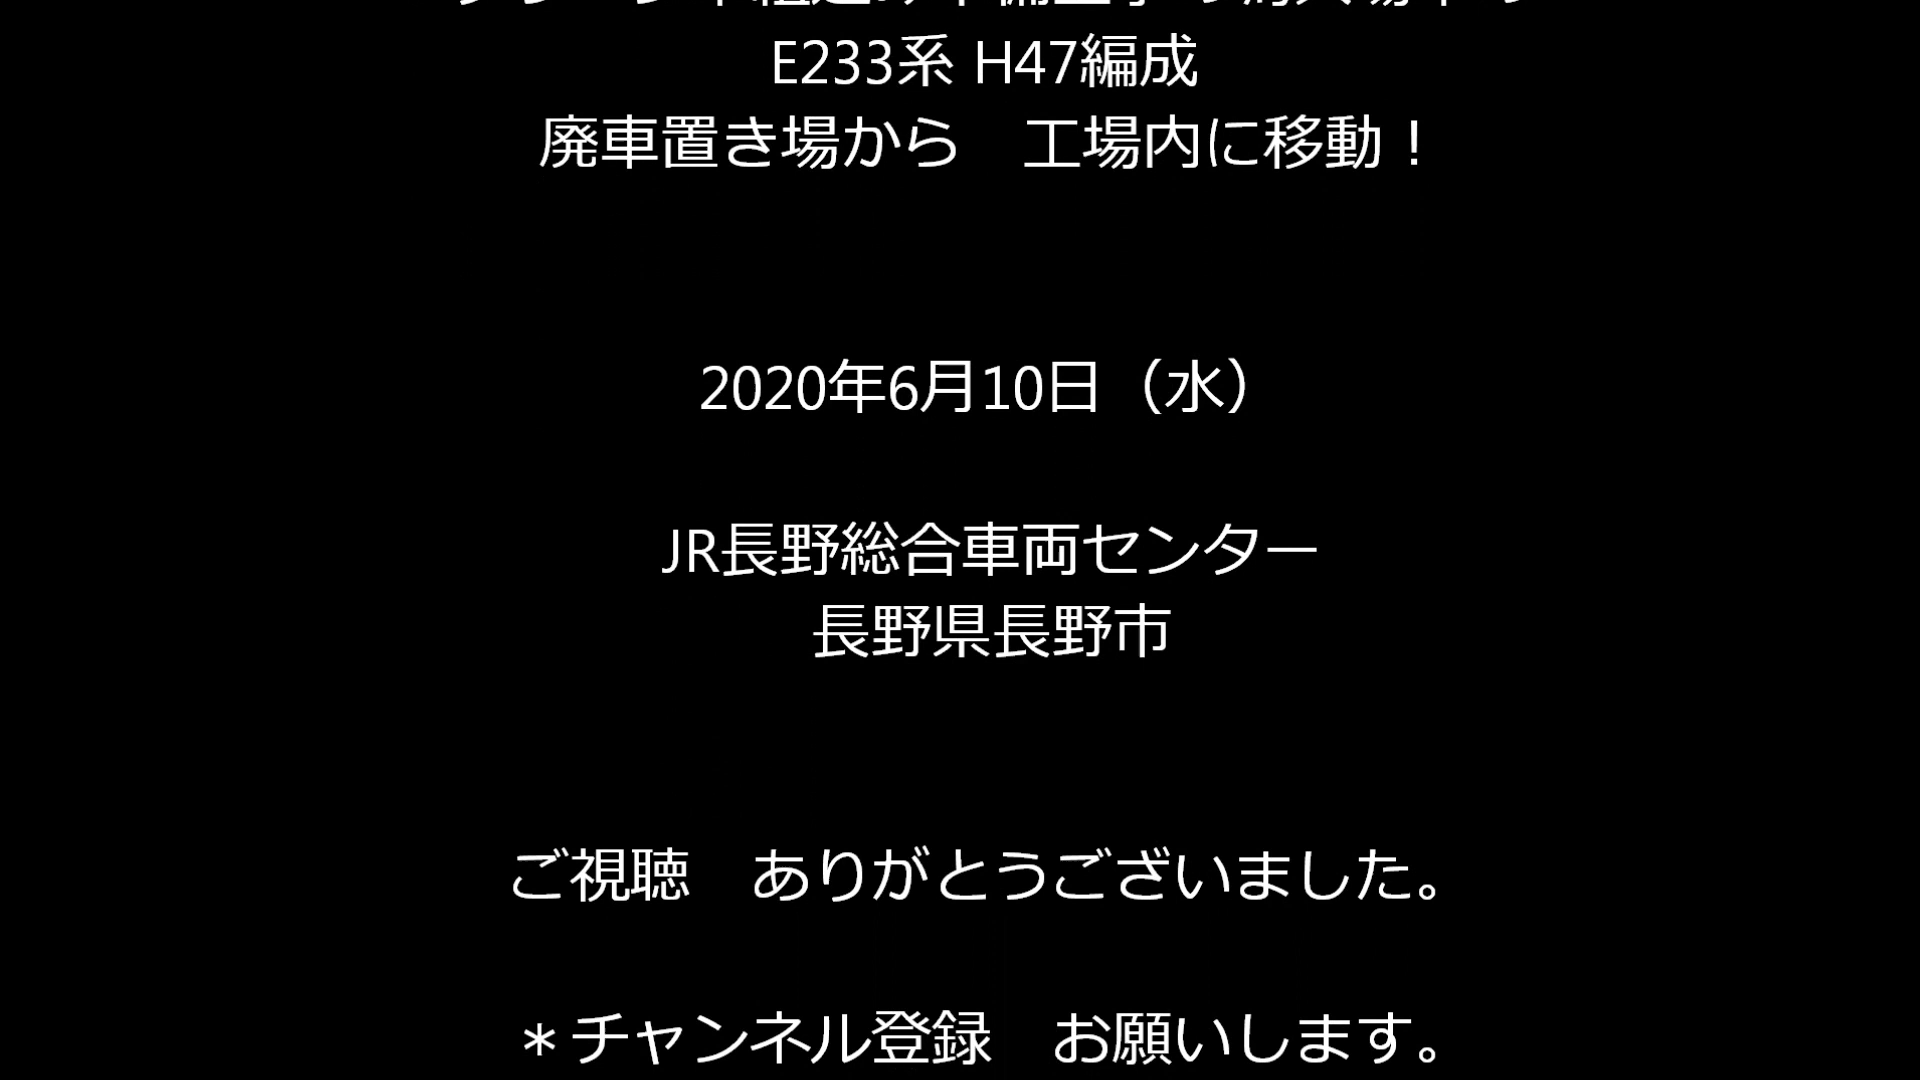 E233系 H47編成
廃車置き場から　工場内に移動！
2020年6月10日（水）
JR長野総合車両センター
長野県長野市
ご視聴　ありがとうございました。
＊チャンネル登録　お願いします。